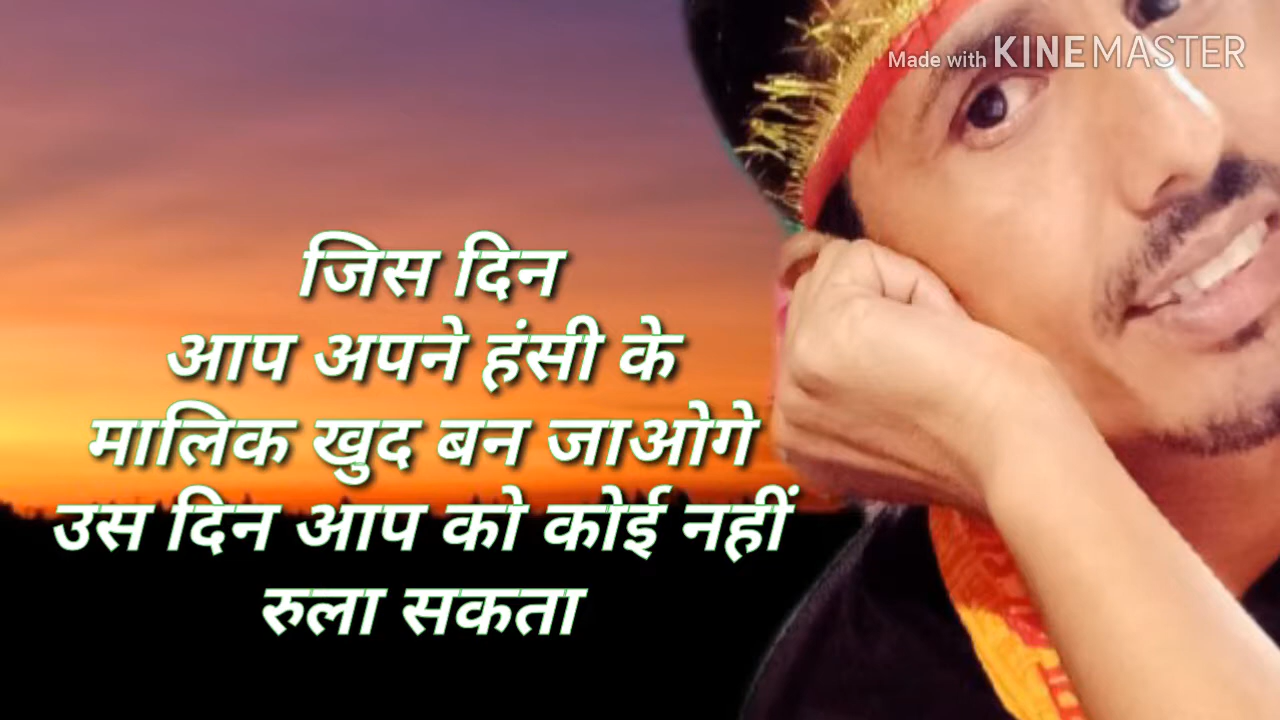 Made with KINEMASTER
जिस दिन
आप अपने हंसी के
मालिक खुद बन जाओगे
उस दिन आप को कोई नहीं
रुला सकता